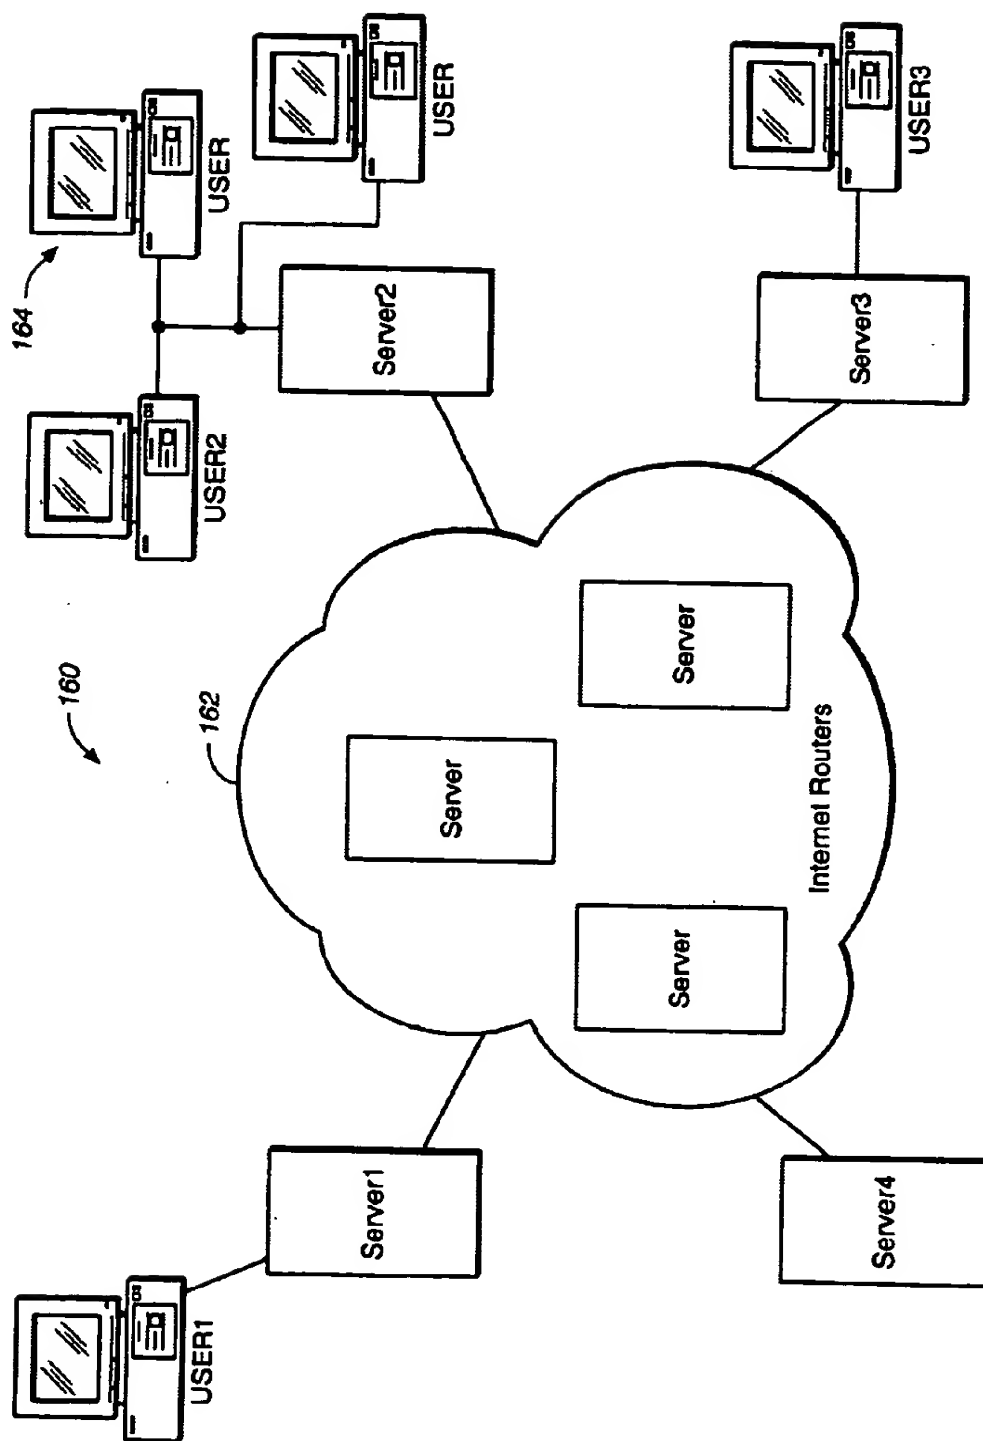 160
164
162
USER1
USER2
USER
USER
USER3
Server1
Server2
Server3
Server4
Server
Server
Server
Internet Routers